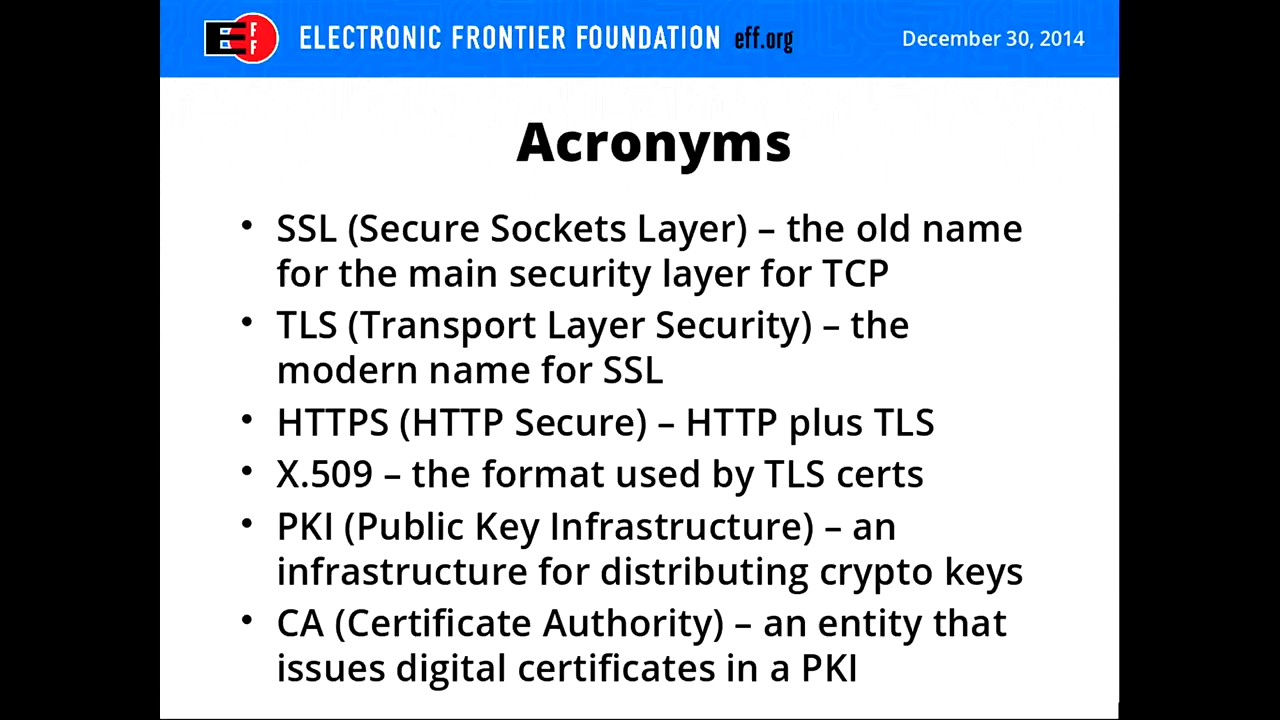 EFF ELECTRONIC FRONTIER FOUNDATION eff.org December 30, 2014
Acronyms
• SSL (Secure Sockets Layer) – the old name
for the main security layer for TCP
• TLS (Transport Layer Security) – the
modern name for SSL
• HTTPS (HTTP Secure) – HTTP plus TLS
• X.509 – the format used by TLS certs
• PKI (Public Key Infrastructure) – an
infrastructure for distributing crypto keys
• CA (Certificate Authority) – an entity that
issues digital certificates in a PKI